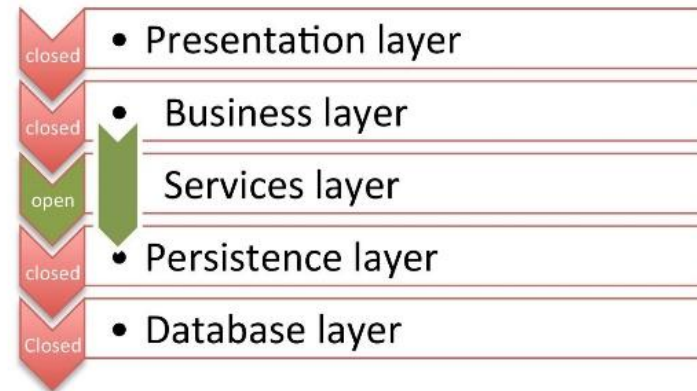 closed
• Presentation layer
closed
• Business layer
open
Services layer
closed
• Persistence layer
Closed
• Database layer